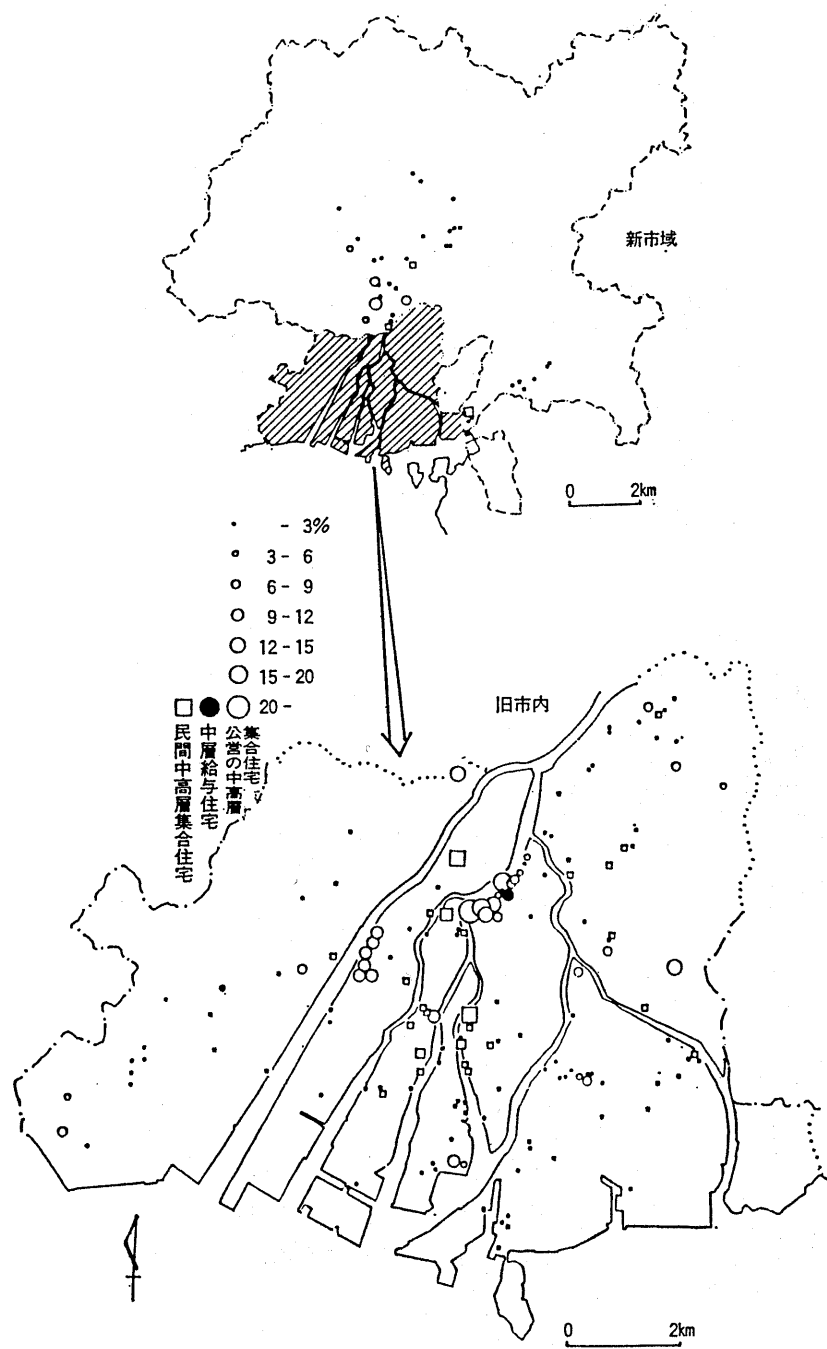 新市域
0 2km
- 3%
3 - 6
6 - 9
9 - 12
12 - 15
15 - 20
20 -
集合住宅
公営の中高層
中層給与住宅
民間中高層集合住宅
旧市内
0 2km